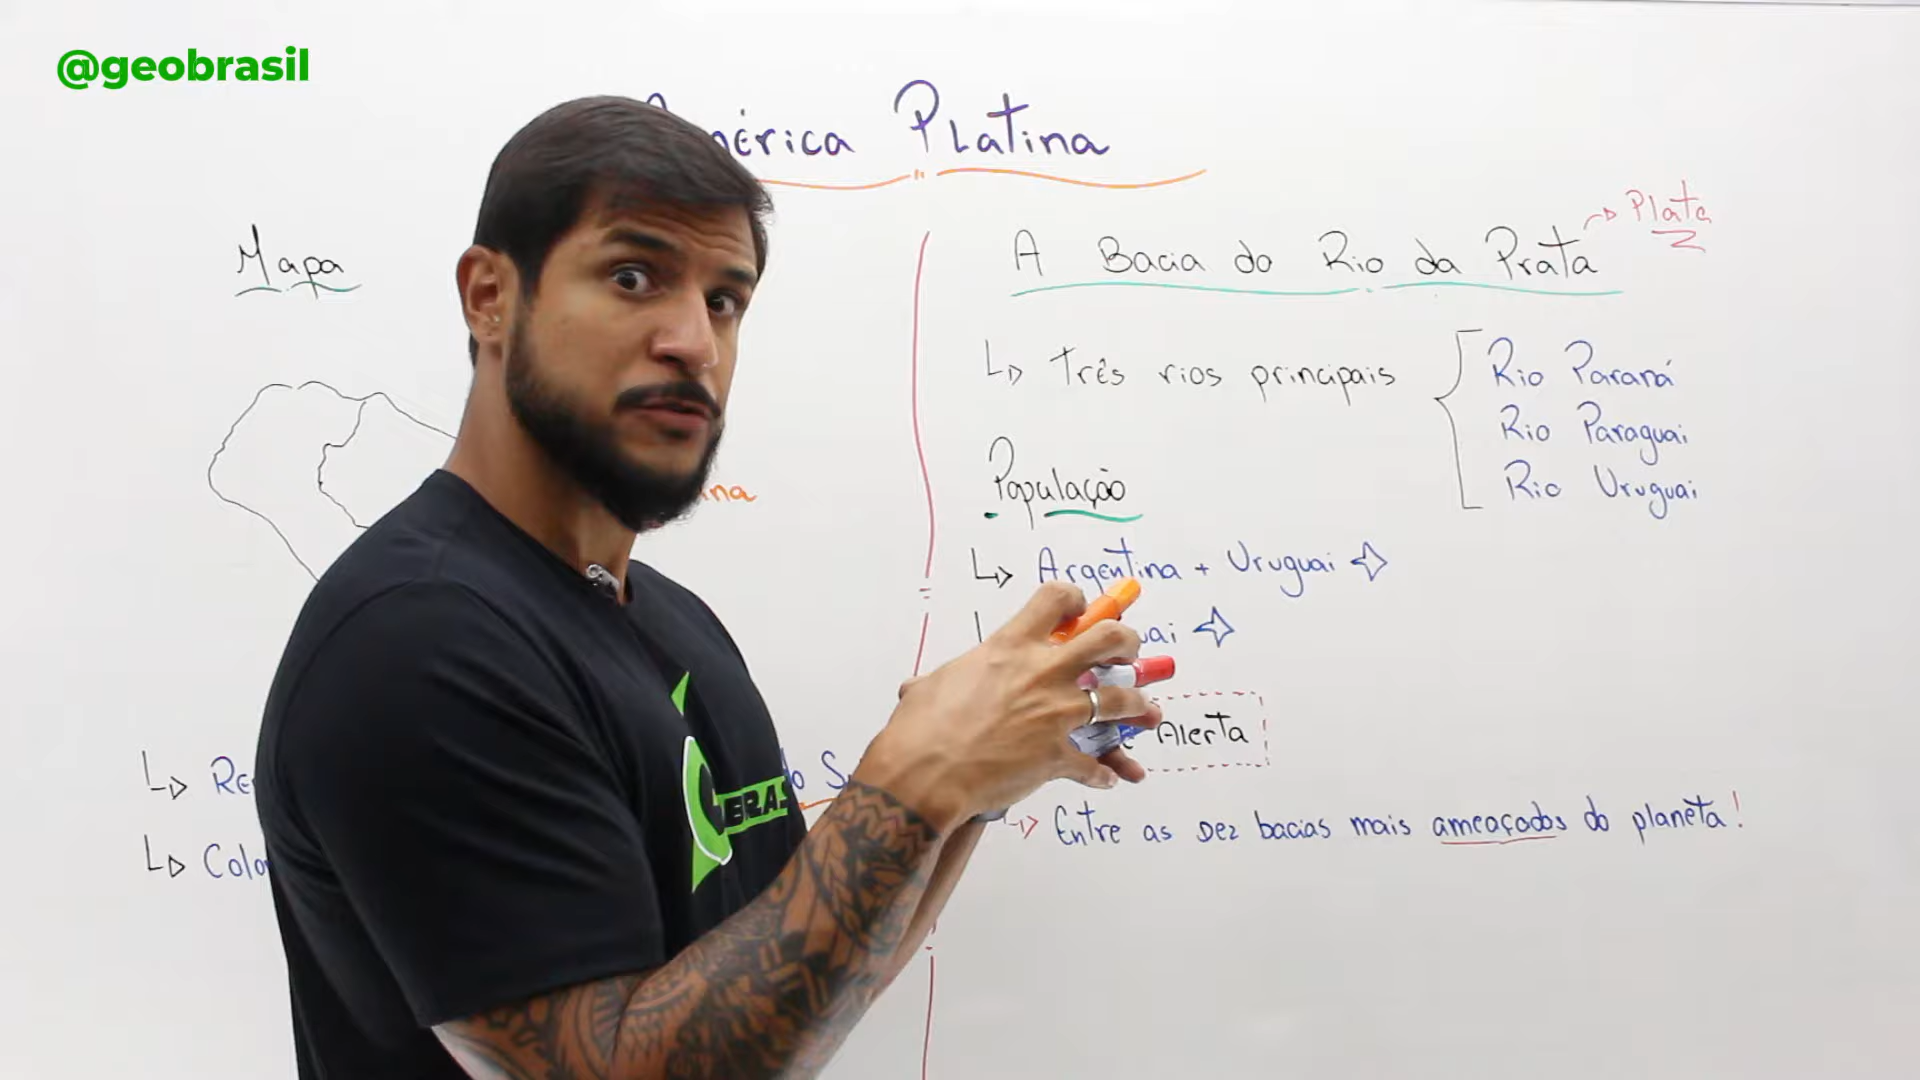 @geobrasil
América Platina
Mapa
A Bacia do Rio da Prata
Plata
três rios principais
Rio Paraná
Rio Paraguai
Rio Uruguai
População
Argentina + Uruguai
Alerta
Entre as dez bacias mais ameaçadas do planeta!